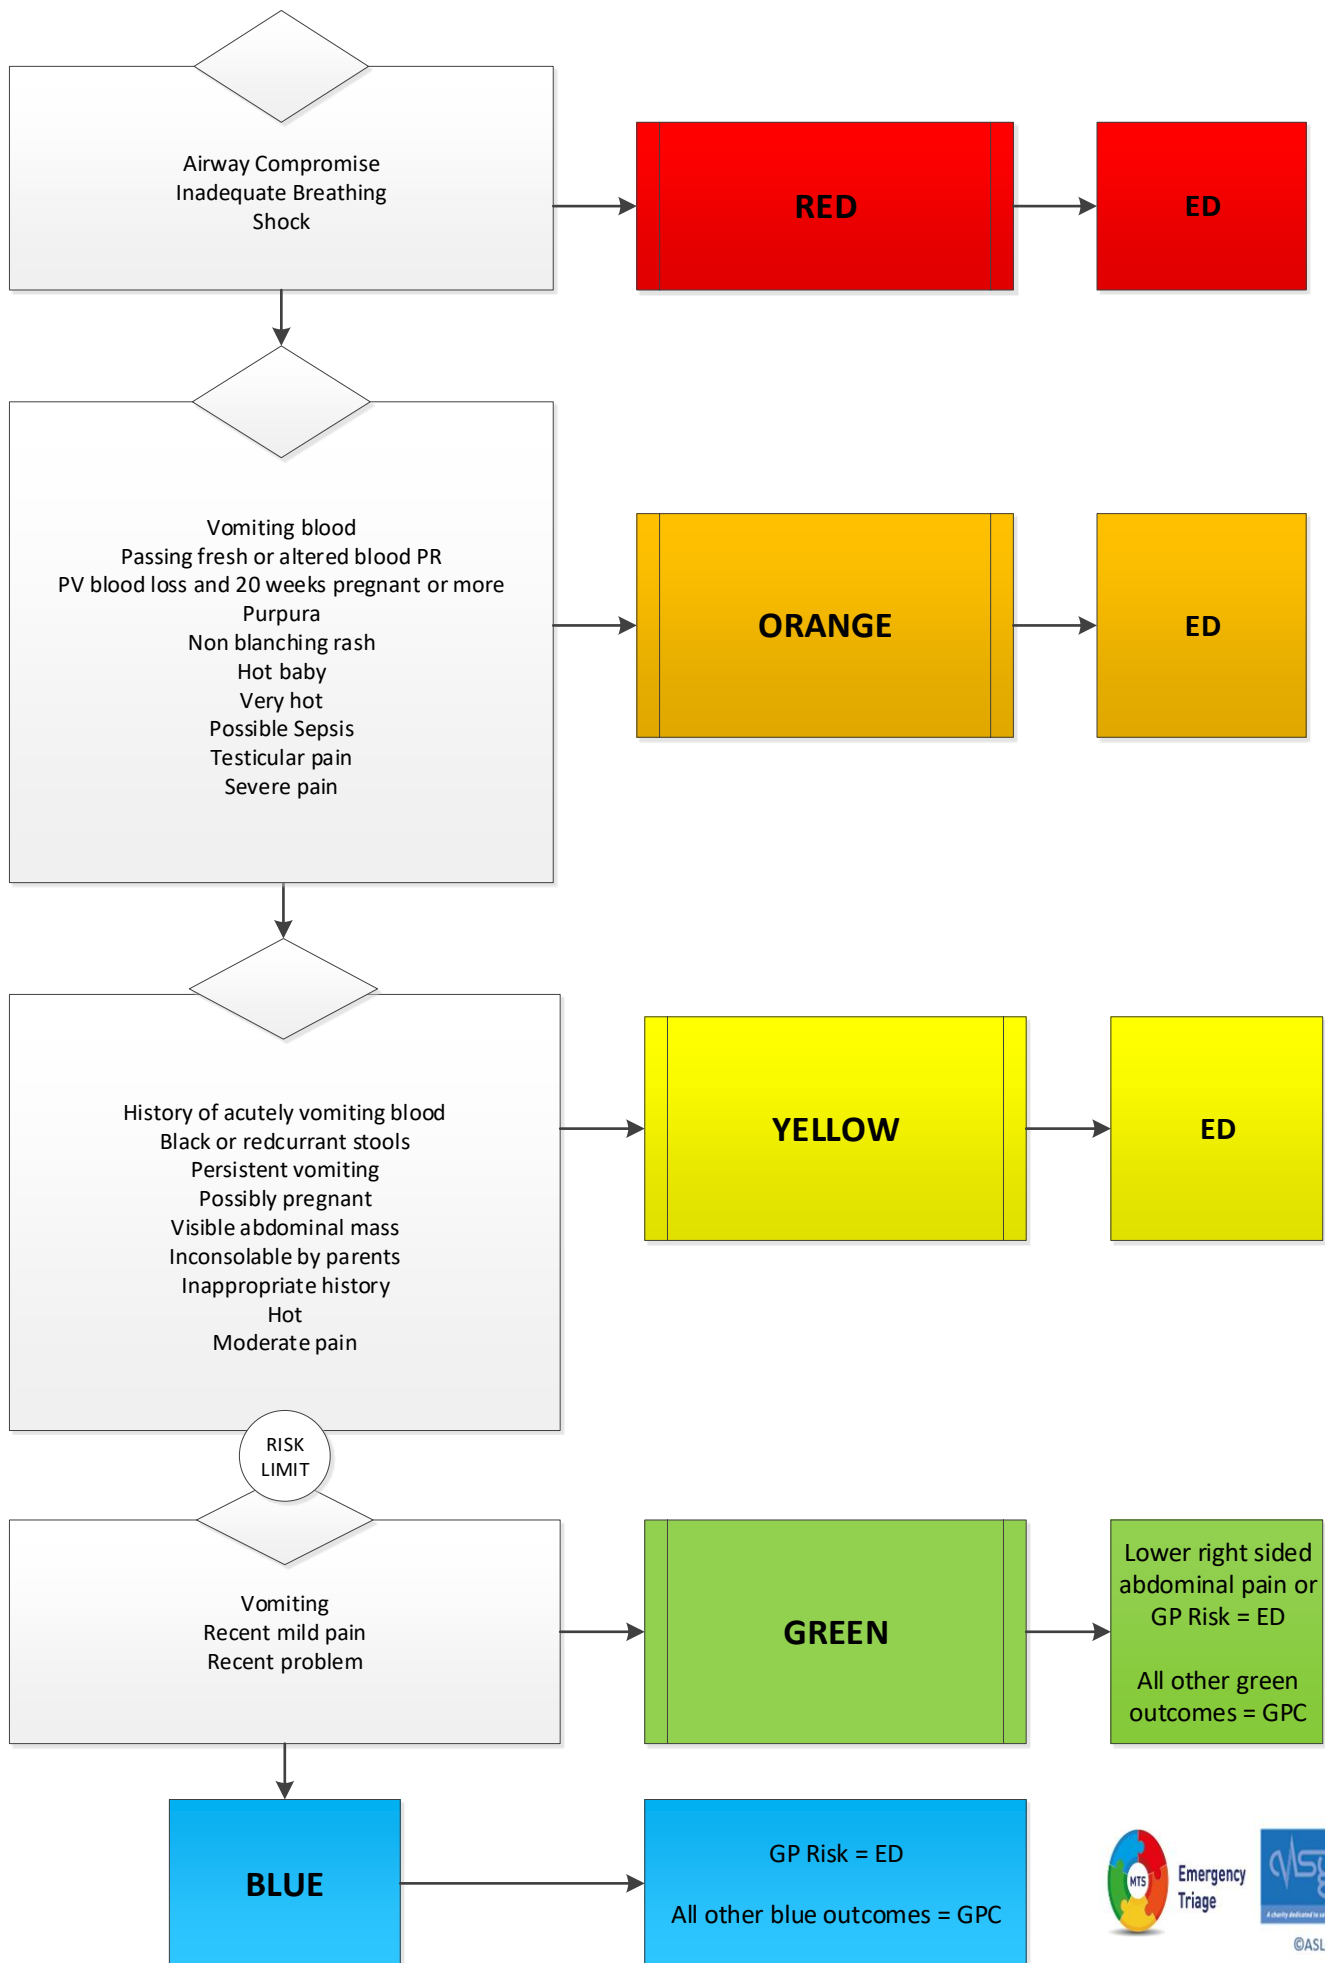 Airway Compromise
Inadequate Breathing
Shock
RED
ED
Vomiting blood
Passing fresh or altered blood PR
PV blood loss and 20 weeks pregnant or more
Purpura
Non blanching rash
Hot baby
Very hot
Possible Sepsis
Testicular pain
Severe pain
ORANGE
ED
History of acutely vomiting blood
Black or redcurrant stools
Persistent vomiting
Possibly pregnant
Visible abdominal mass
Inconsolable by parents
Inappropriate history
Hot
Moderate pain
YELLOW
ED
RISK
LIMIT
Vomiting
Recent mild pain
Recent problem
GREEN
Lower right sided
abdominal pain or
GP Risk = ED
All other green
outcomes = GPC
BLUE
GP Risk = ED
All other blue outcomes = GPC
MTS
Emergency
Triage
A charity dedicated to
©ASL